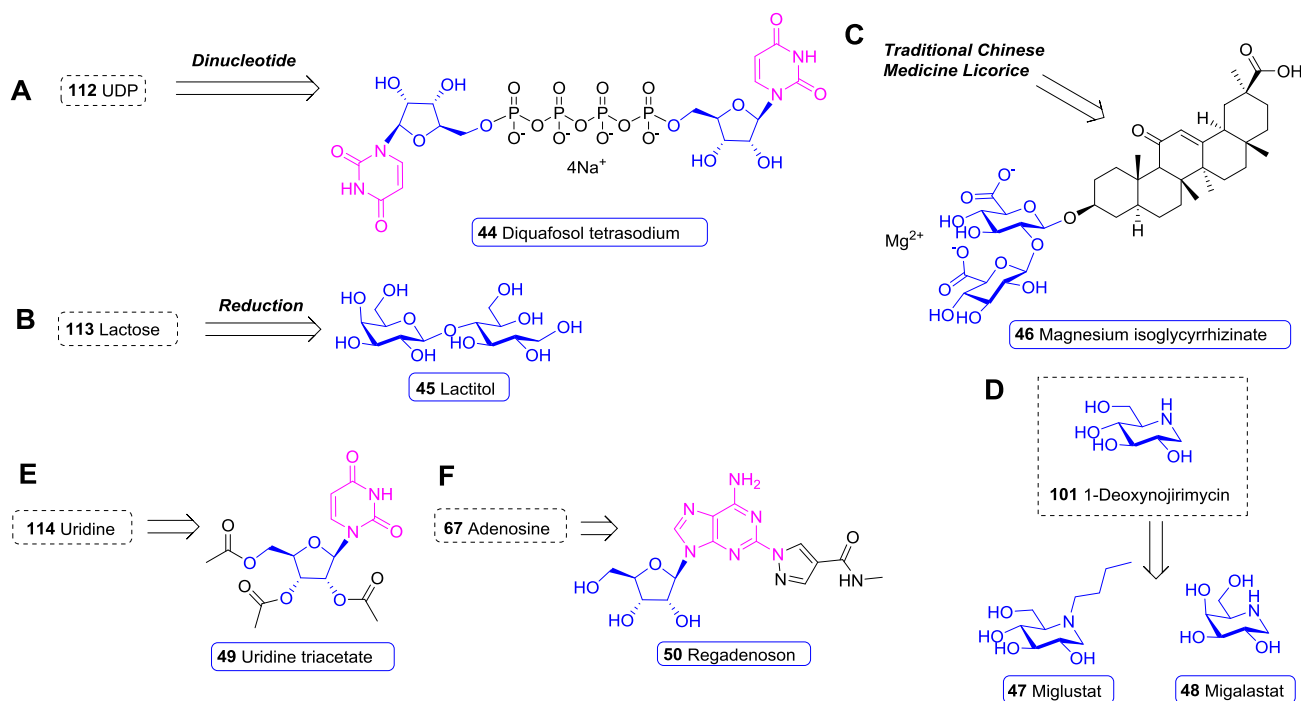 A
112 UDP
Dinucleotide
44 Diquafosol tetrasodium
4Na+
HO
OH
O
O
N
O
NH
O
O
P
O-
O
O
P
O-
O
O
P
O-
O
O
P
O-
O
O
N
O
NH
O
OH
HO
B
113 Lactose
Reduction
OH
OH
O
HO
OH
O
OH
OH
HO
OH
OH
45 Lactitol
C
Traditional Chinese
Medicine Licorice
O
OH
O
H
H
O
O-
O
HO
HO
O
O
O-
O
O
HO
HO
OH
Mg2+
46 Magnesium isoglycyrrhizinate
D
H
HO
N
HO
HO
OH
101 1-Deoxynojirimycin
HO
N
HO
HO
OH
47 Miglustat
OH
H
HO
N
HO
OH
48 Migalastat
E
114 Uridine
O
NH
N
O
O
O
O
O
O
O
O
49 Uridine triacetate
F
67 Adenosine
NH2
N
N
N
N
N
N
O
HN
HO
O
HO
OH
50 Regadenoson